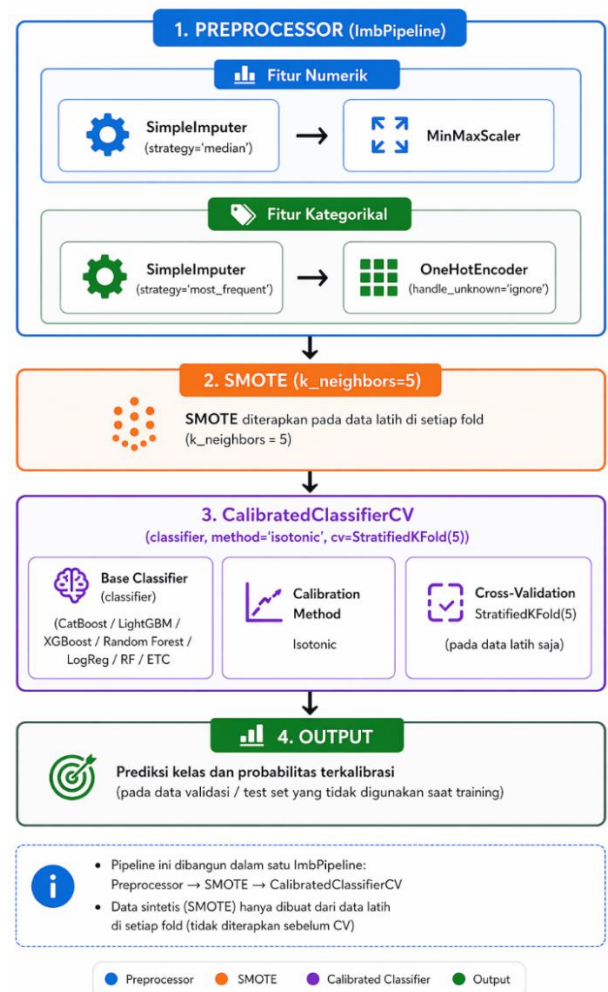 1. PREPROCESSOR (ImbPipeline)
Fitur Numerik
SimpleImputer
(strategy='median')
MinMaxScaler
Fitur Kategorikal
SimpleImputer
(strategy='most_frequent')
OneHotEncoder
(handle_unknown='ignore')
2. SMOTE (k_neighbors=5)
SMOTE diterapkan pada data latih di setiap fold
(k_neighbors = 5)
3. CalibratedClassifierCV
(classifier, method='isotonic', cv=StratifiedKFold(5))
Base Classifier
(classifier)
(CatBoost / LightGBM /
XGBoost / Random Forest /
LogReg / RF / ETC
Calibration
Method
Isotonic
Cross-Validation
StratifiedKFold(5)
(pada data latih saja)
4. OUTPUT
Prediksi kelas dan probabilitas terkalibrasi
(pada data validasi / test set yang tidak digunakan saat training)
• Pipeline ini dibangun dalam satu ImbPipeline:
Preprocessor → SMOTE → CalibratedClassifierCV
• Data sintetis (SMOTE) hanya dibuat dari data latih
di setiap fold (tidak diterapkan sebelum CV)
Preprocessor
SMOTE
Calibrated Classifier
Output